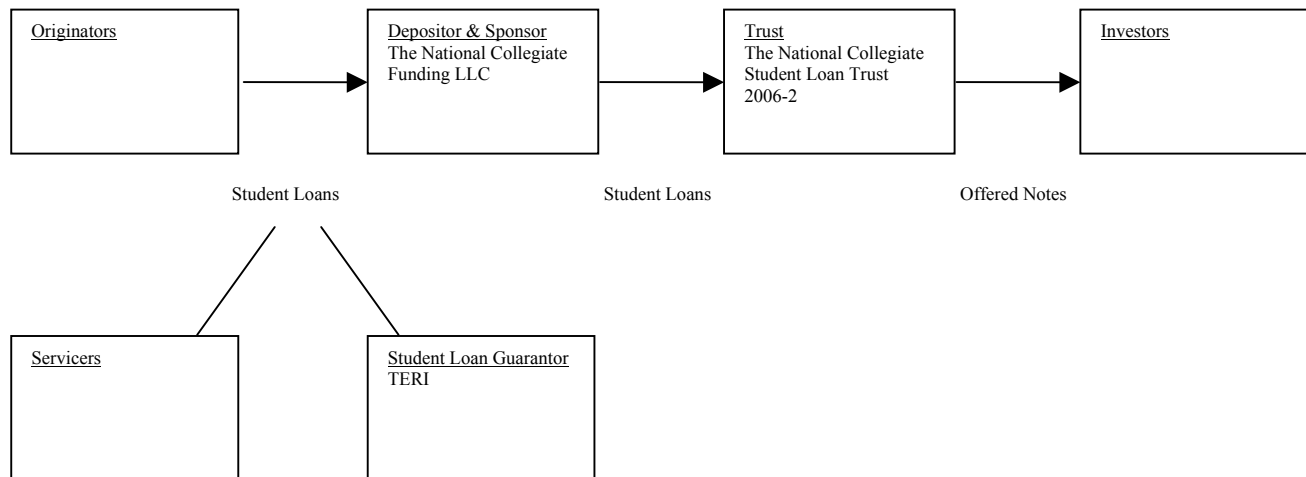 Originators
Depositor & Sponsor
The National Collegiate
Funding LLC
Trust
The National Collegiate
Student Loan Trust
2006-2
Investors
Student Loans
Student Loans
Offered Notes
Servicers
Student Loan Guarantor
TERI